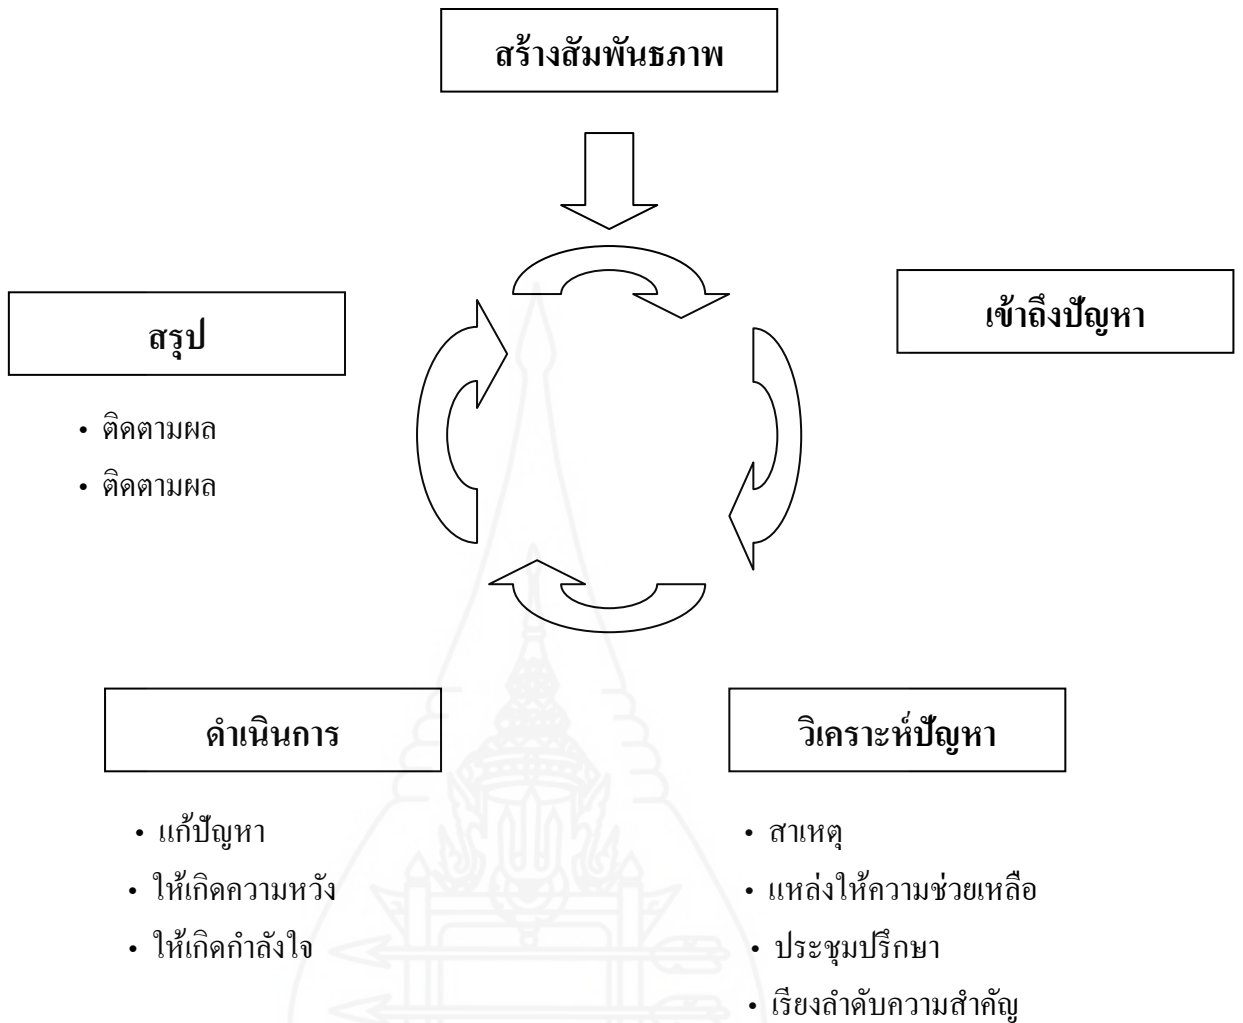 สร้างสัมพันธภาพ
เข้าถึงปัญหา
วิเคราะห์ปัญหา
• สาเหตุ
• แหล่งให้ความช่วยเหลือ
• ประชุมปรึกษา
• เรียงลำดับความสำคัญ
ดำเนินการ
• แก้ปัญหา
• ให้เกิดความหวัง
• ให้เกิดกำลังใจ
สรุป
• ติดตามผล
• ติดตามผล